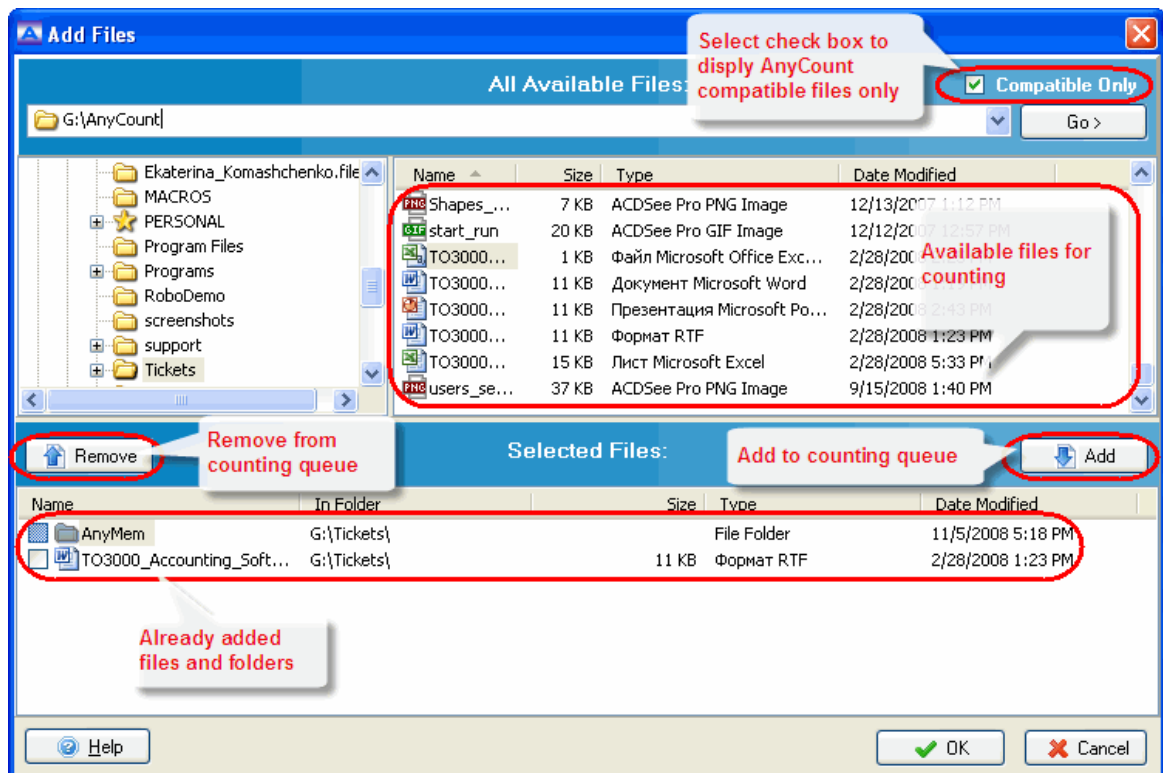 Add Files
Select check box to
disply AnyCount
compatible files only
All Available Files:
Compatible Only
G:\AnyCount
Go >
Ekaterina_Komashchenko.file
MACROS
PERSONAL
Program Files
Programs
RoboDemo
screenshots
support
Tickets
Name Size Type Date Modified
PNG Shapes_... 7 KB ACDSee Pro PNG Image 12/13/2007 1:12 PM
GIF start_run 20 KB ACDSee Pro GIF Image 12/12/2007 12:57 PM
TO3000... 1 KB Файл Microsoft Office Exc... 2/28/200
TO3000... 11 KB Документ Microsoft Word 2/28/200
TO3000... 11 KB Презентация Microsoft Po... 2/28/2008 2:43 PM
TO3000... 11 KB Формат RTF 2/28/2008 1:23 PM
TO3000... 15 KB Лист Microsoft Excel 2/28/2008 5:33 PM
PNG users_se... 37 KB ACDSee Pro PNG Image 9/15/2008 1:40 PM
Available files for
counting
Remove
Remove from
counting queue
Selected Files:
Add to counting queue
Add
Name In Folder Size Type Date Modified
AnyMem G:\Tickets\ File Folder 11/5/2008 5:18 PM
TO3000_Accounting_Soft... G:\Tickets\ 11 KB Формат RTF 2/28/2008 1:23 PM
Already added
files and folders
Help
OK
Cancel